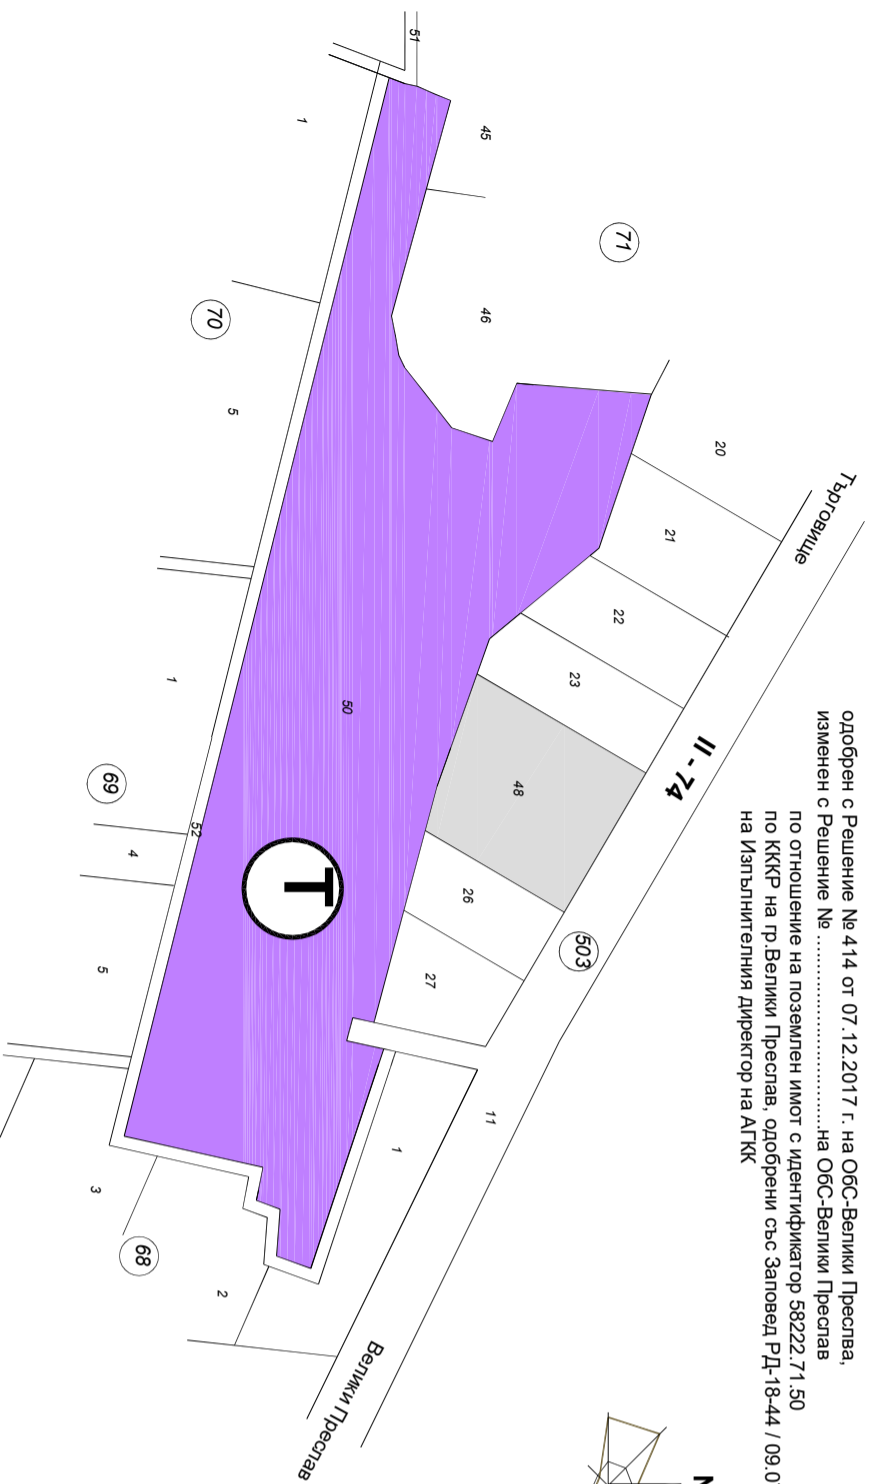 одобрен с Решение № 414 от 07.12.2017 г. на ОбС-Велики Преслва,
изменен с Решение № ................................на ОбС-Велики Преслав
по отношение на поземлен имот с идентификатор 58222.71.50
по КККР на гр.Велики Преслав, одобрени със Заповед РД-18-44 / 09.0
на Изпълнителния директор на АГКК
Търговище
II - 74
503
Велики Преслав
51
45
71
46
20
21
22
23
48
26
27
11
1
70
5
50
1
52
69
4
5
T
1
3
68
2